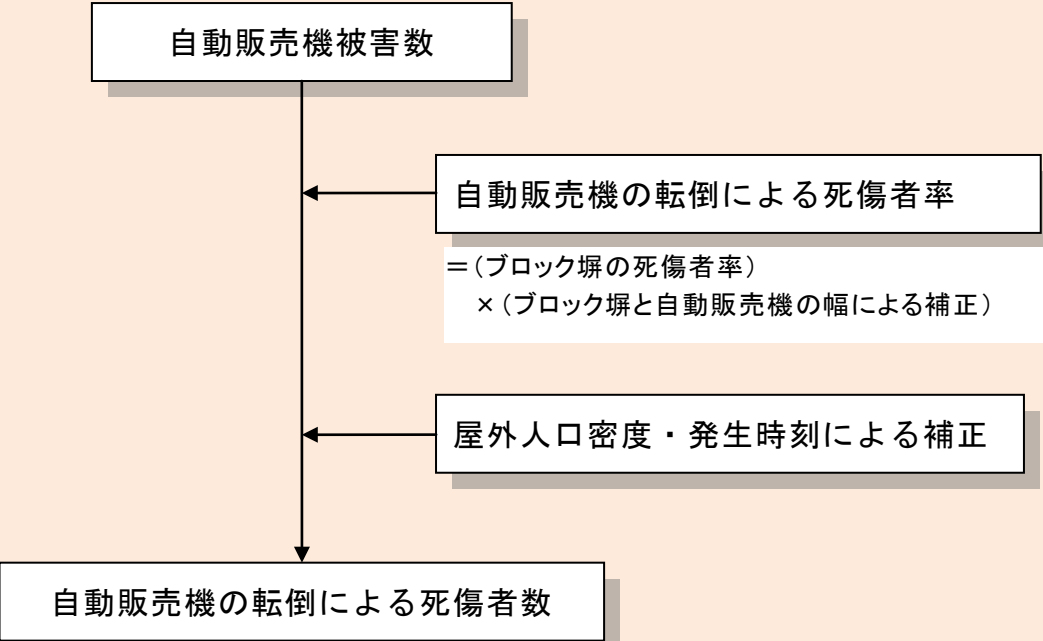 自動販売機被害数
自動販売機の転倒による死傷者率
＝（ブロック塀の死傷者率）
×（ブロック塀と自動販売機の幅による補正）
屋外人口密度・発生時刻による補正
自動販売機の転倒による死傷者数